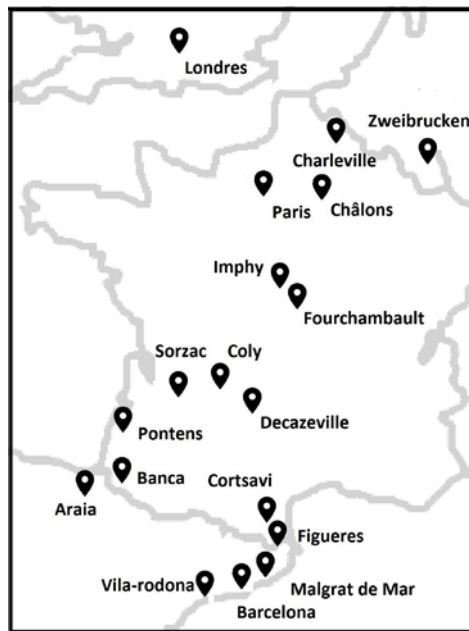 Londres
Zweibrucken
Charleville
Paris
Châlons
Imphy
Fourchambault
Sorzac
Coly
Decazeville
Pontens
Banca
Cortsavi
Araia
Figueres
Vila-rodona
Malgrat de Mar
Barcelona